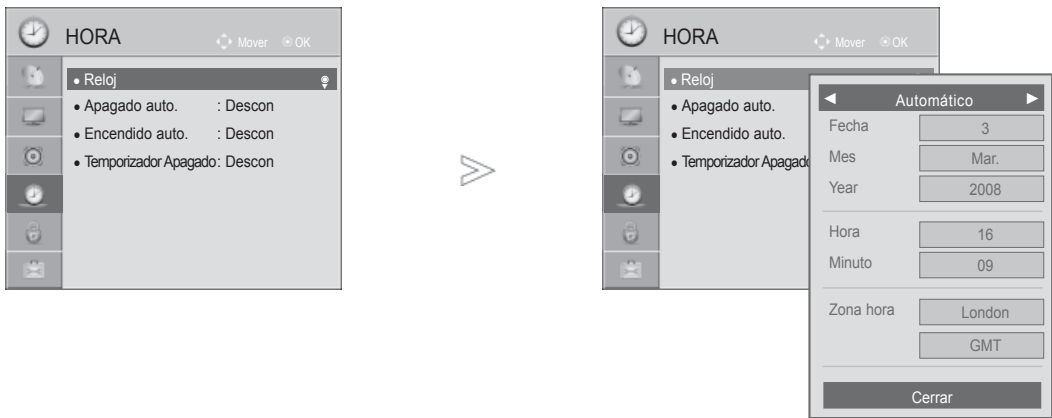 HORA Mover OK
• Reloj
• Apagado auto. : Descon
• Encendido auto. : Descon
• Temporizador Apagado : Descon
HORA Mover OK
• Reloj
• Apagado auto.
• Encendido auto.
• Temporizador Apagado
◄ Automático ►
Fecha 3
Mes Mar.
Year 2008
Hora 16
Minuto 09
Zona hora London
GMT
Cerrar